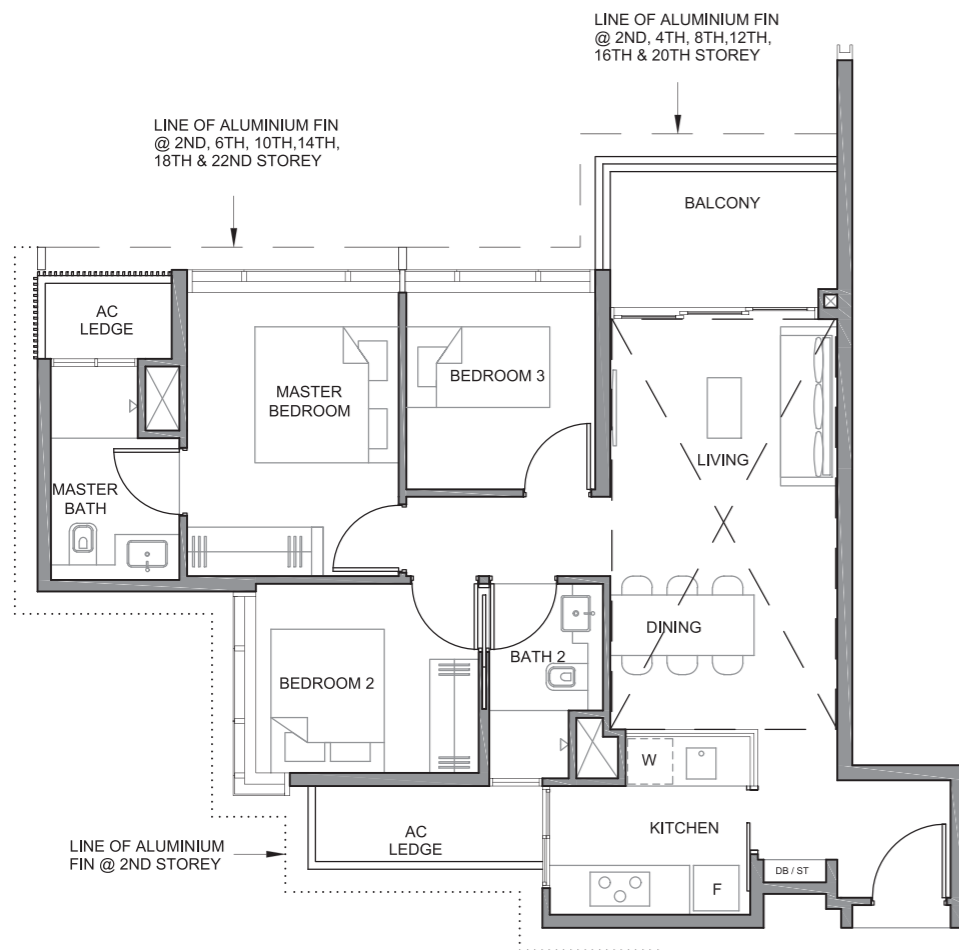 LINE OF ALUMINIUM FIN
@ 2ND, 4TH, 8TH,12TH,
16TH & 20TH STOREY
LINE OF ALUMINIUM FIN
@ 2ND, 6TH, 10TH,14TH,
18TH & 22ND STOREY
BALCONY
AC
LEDGE
MASTER
BEDROOM
BEDROOM 3
LIVING
MASTER
BATH
DINING
BATH 2
BEDROOM 2
W
KITCHEN
AC
LEDGE
LINE OF ALUMINIUM
FIN @ 2ND STOREY
DB / ST
F